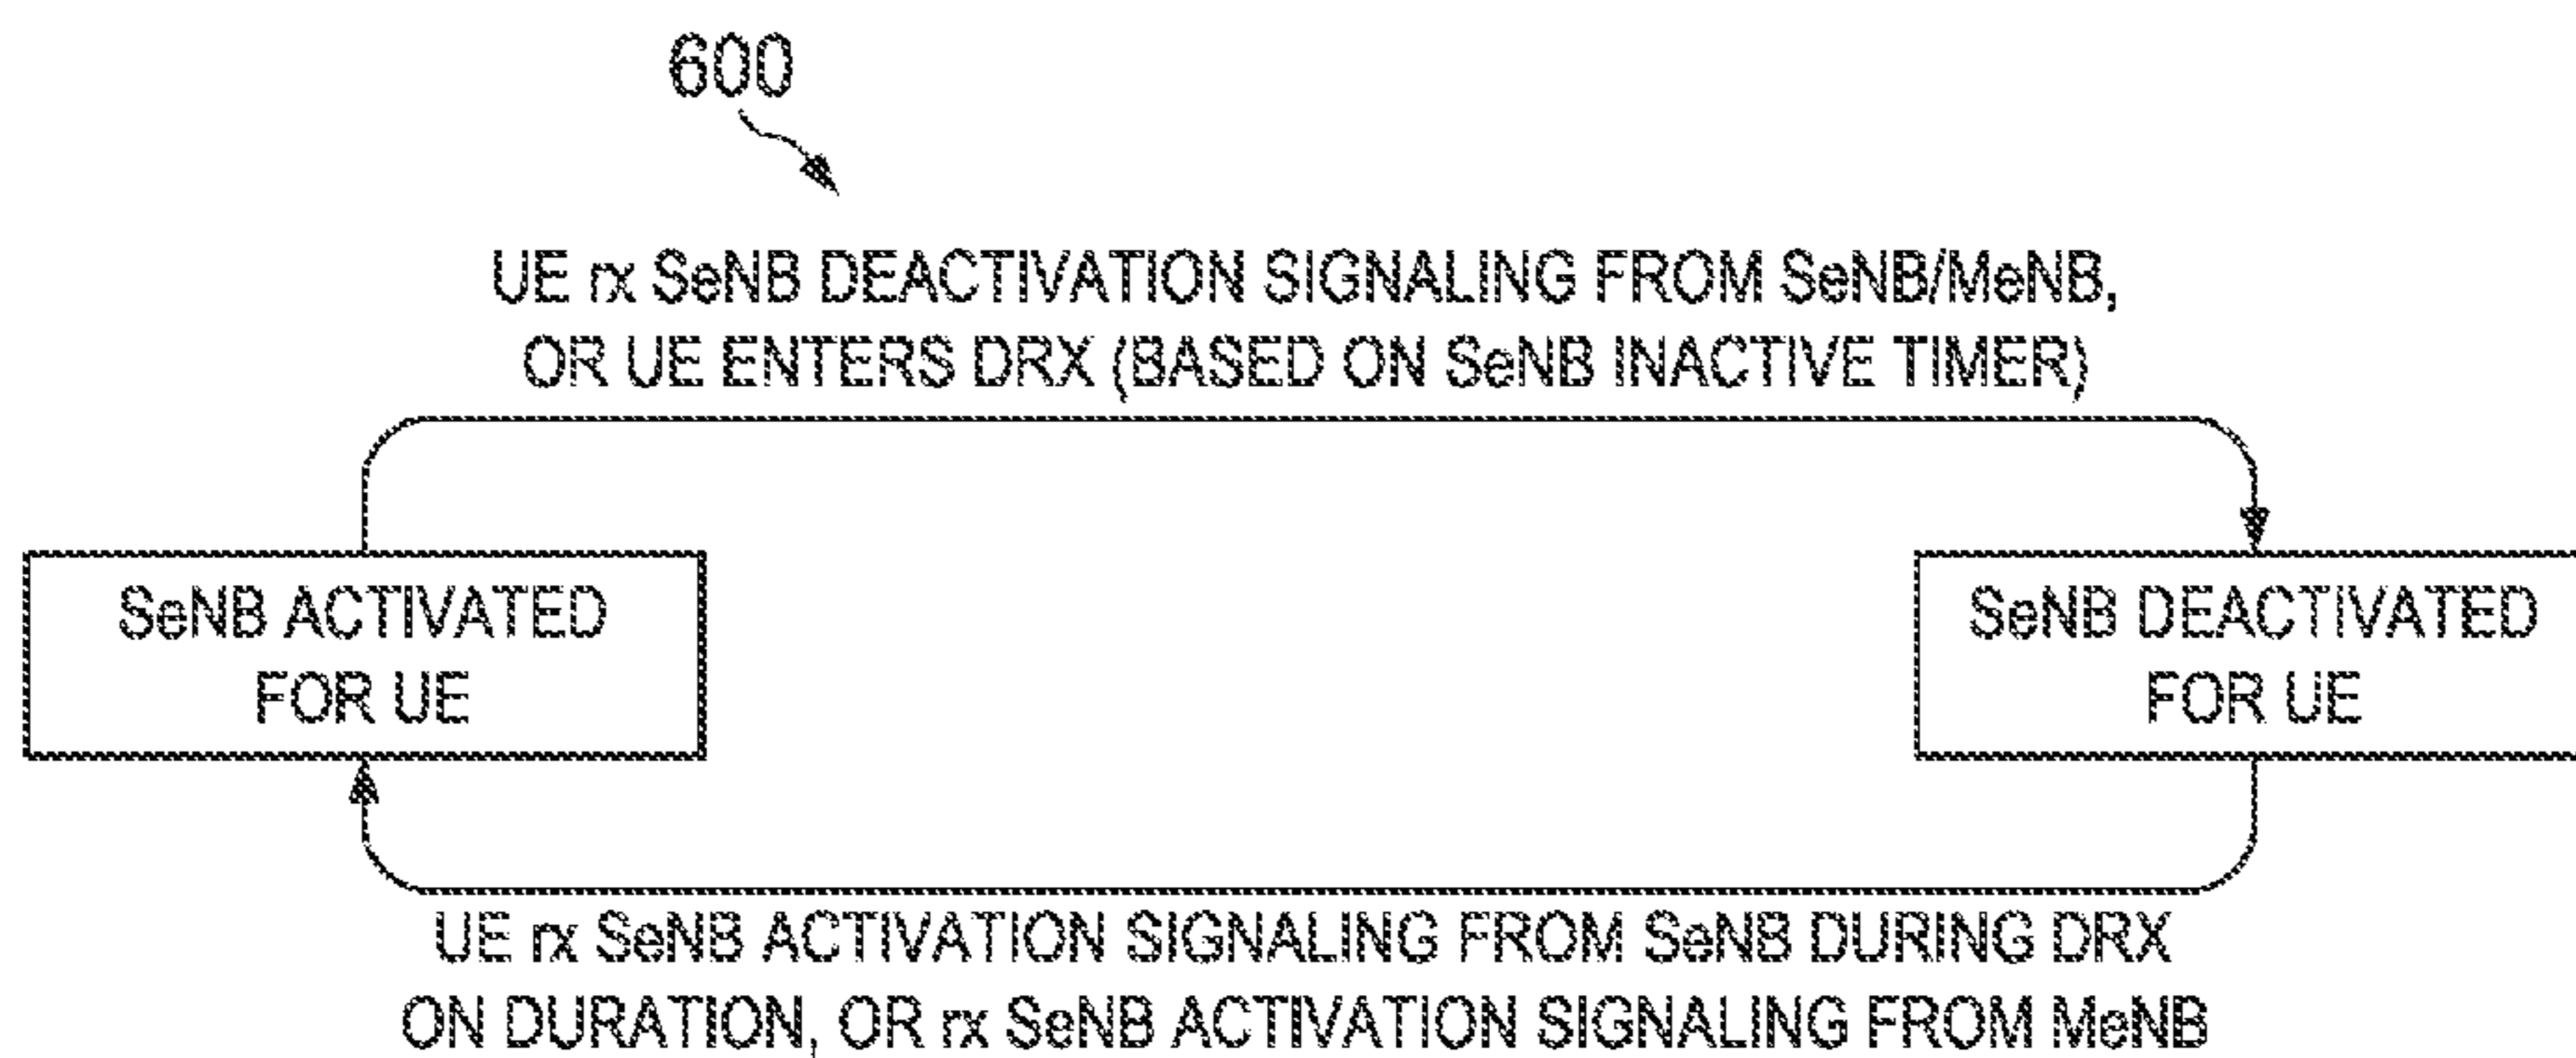 600
UE rx SeNB DEACTIVATION SIGNALING FROM SeNB/MeNB,
OR UE ENTERS DRX (BASED ON SeNB INACTIVE TIMER)
SeNB ACTIVATED
FOR UE
SeNB DEACTIVATED
FOR UE
UE rx SeNB ACTIVATION SIGNALING FROM SeNB DURING DRX
ON DURATION, OR rx SeNB ACTIVATION SIGNALING FROM MeNB